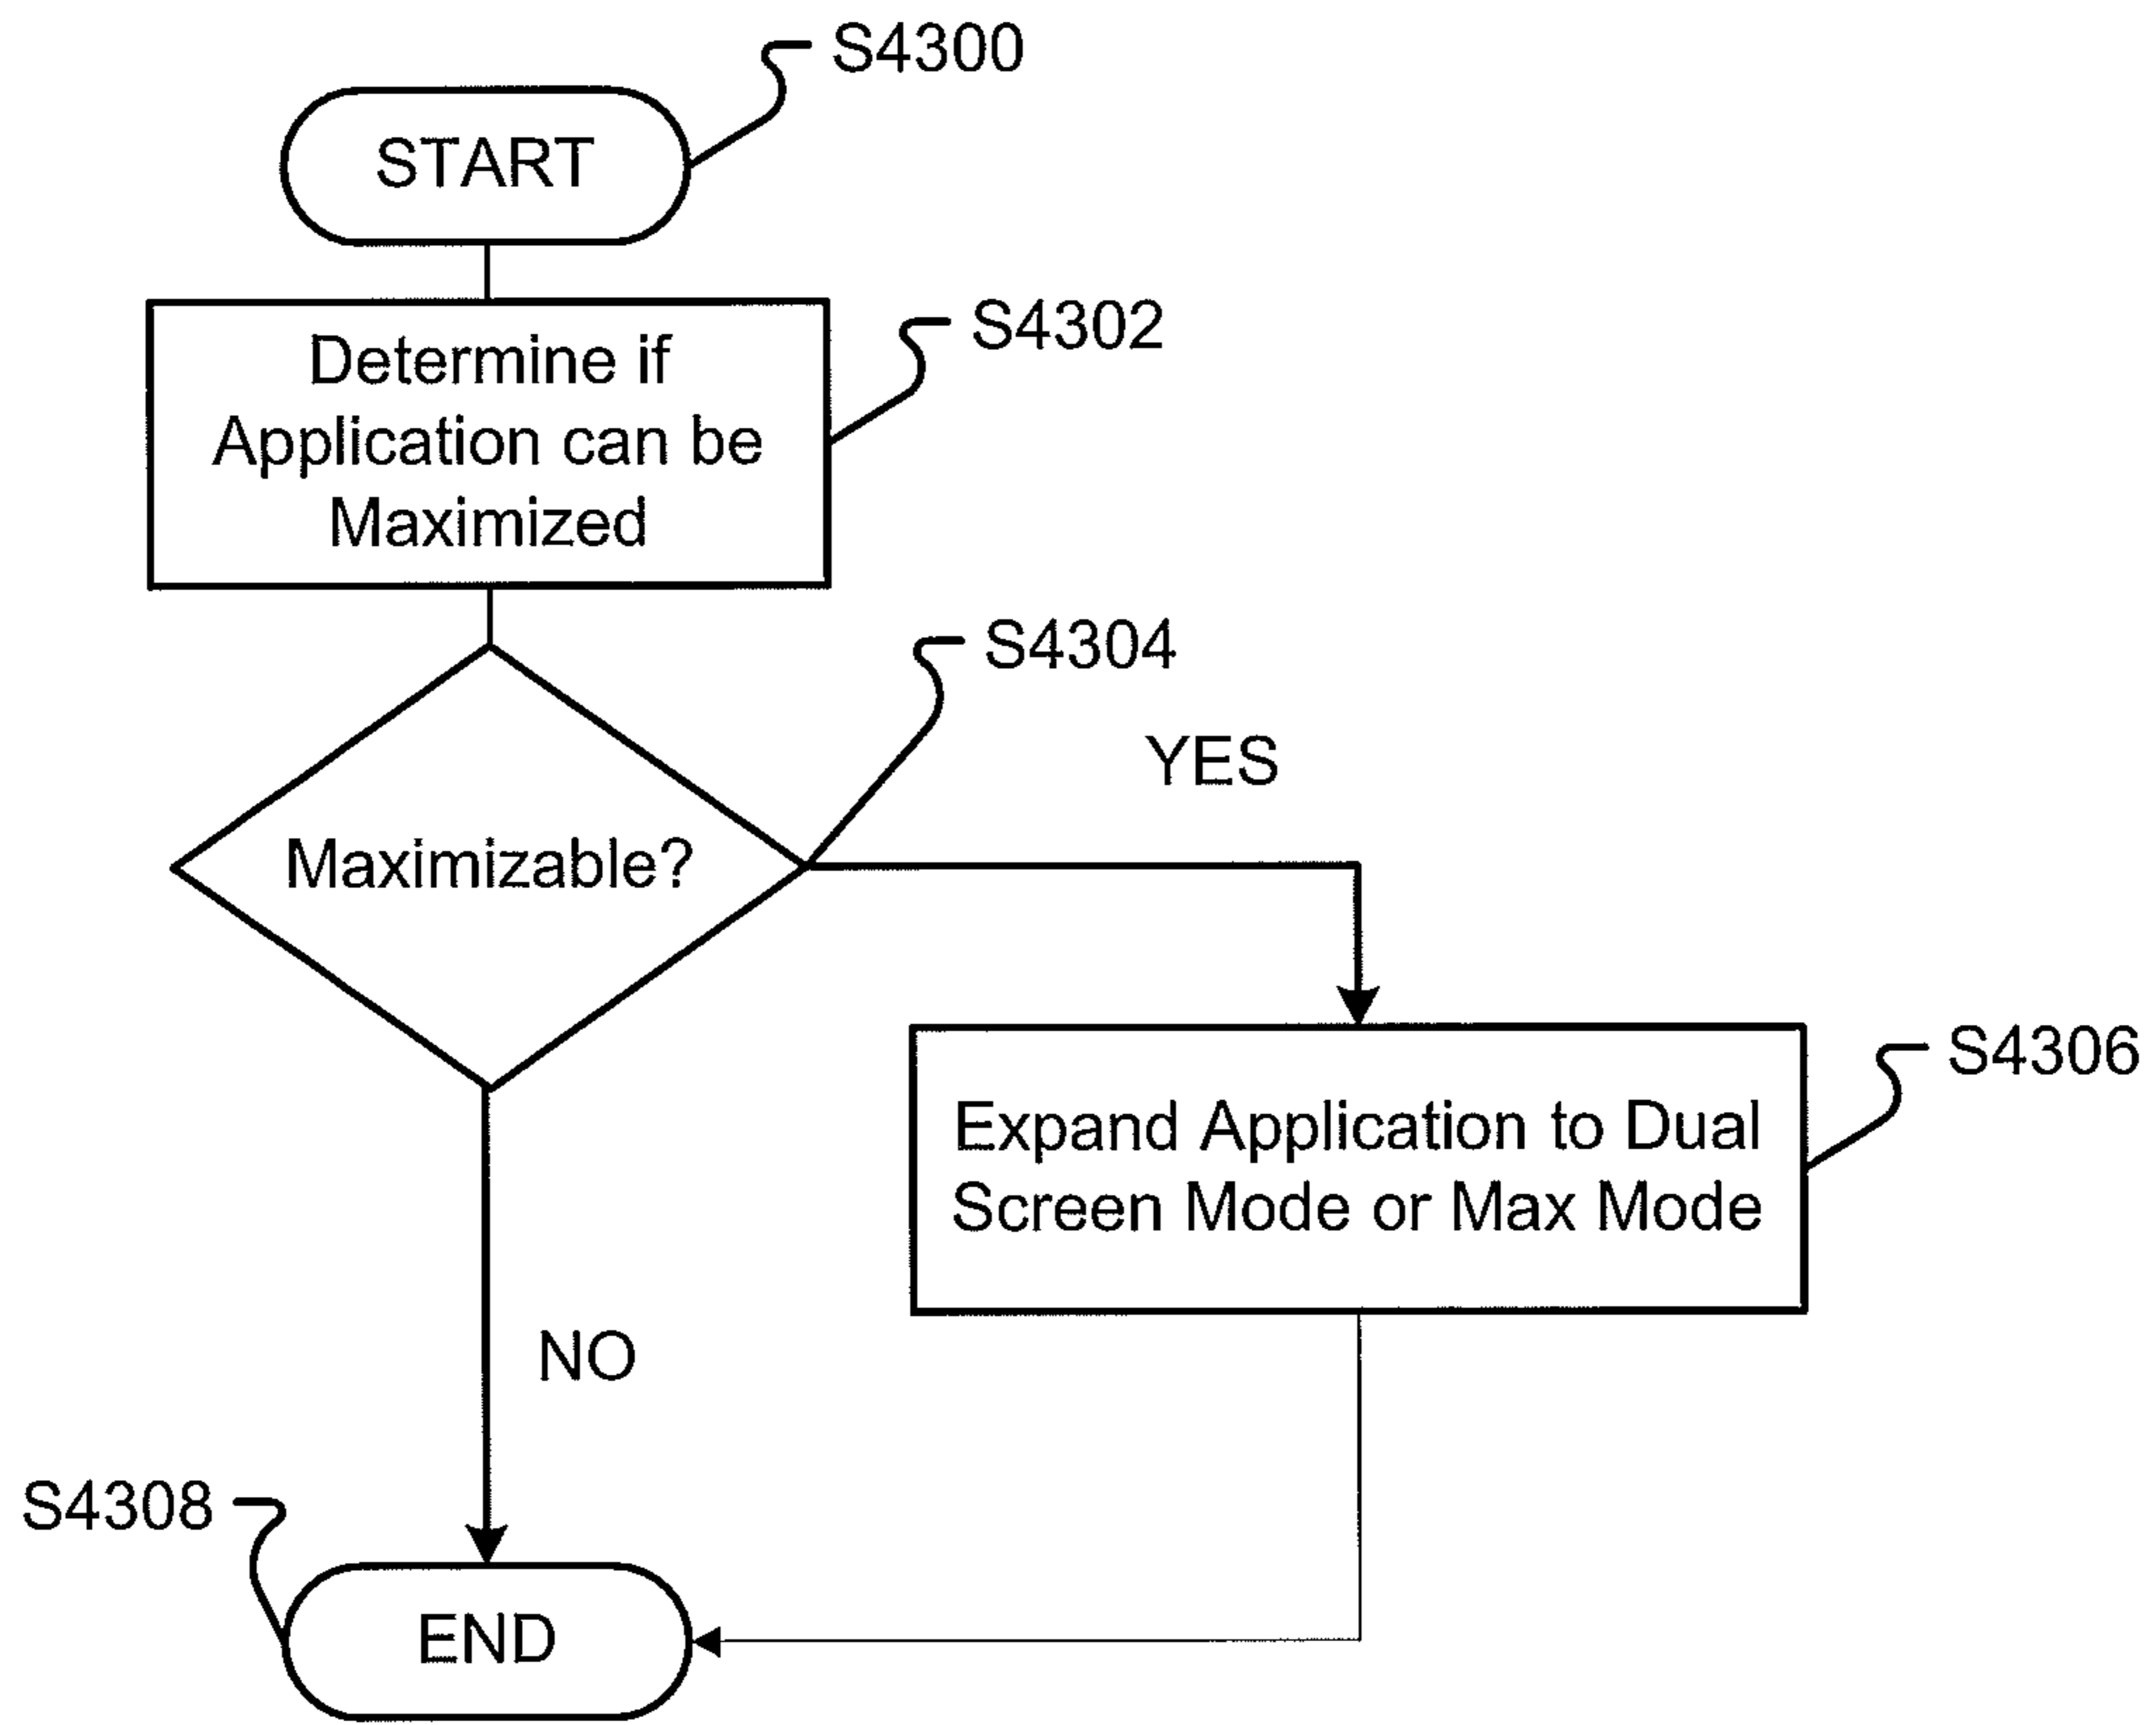 S4300
START
S4302
Determine if
Application can be
Maximized
S4304
YES
Maximizable?
S4306
Expand Application to Dual
Screen Mode or Max Mode
NO
S4308
END